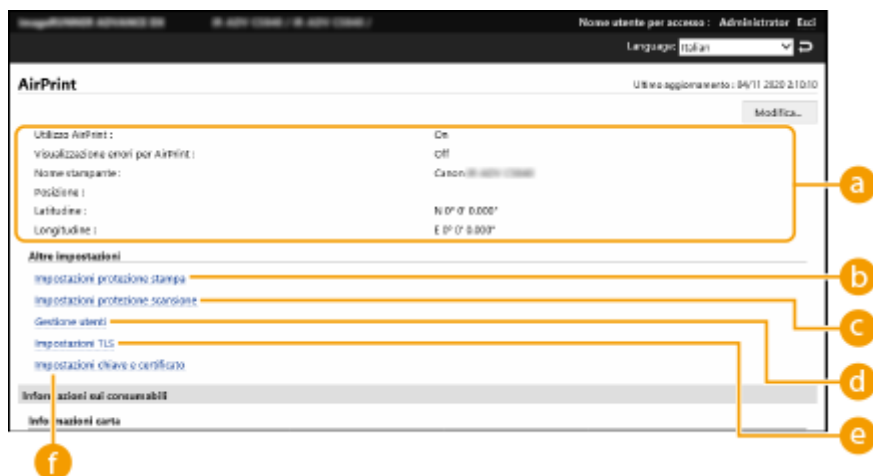 imageRUNNER ADVANCE DX Nome utente per accesso : Administrator Esci
Language: Italian
AirPrint Ultimo aggiornamento : 04/11 2020 2:10:10
Modifica...
Utilizzo AirPrint : On
Visualizzazione errori per AirPrint : Off
Nome stampante : Canon
Posizione :
Latitudine : N 0° 0' 0.000"
Longitudine : E 0° 0' 0.000"
a
Altre impostazioni
Impostazioni protezione stampa
b
Impostazioni protezione scansione
c
Gestione utenti
d
Impostazioni TLS
e
Impostazioni chiave e certificato
f
Informazioni sui consumabili
Informazioni carta